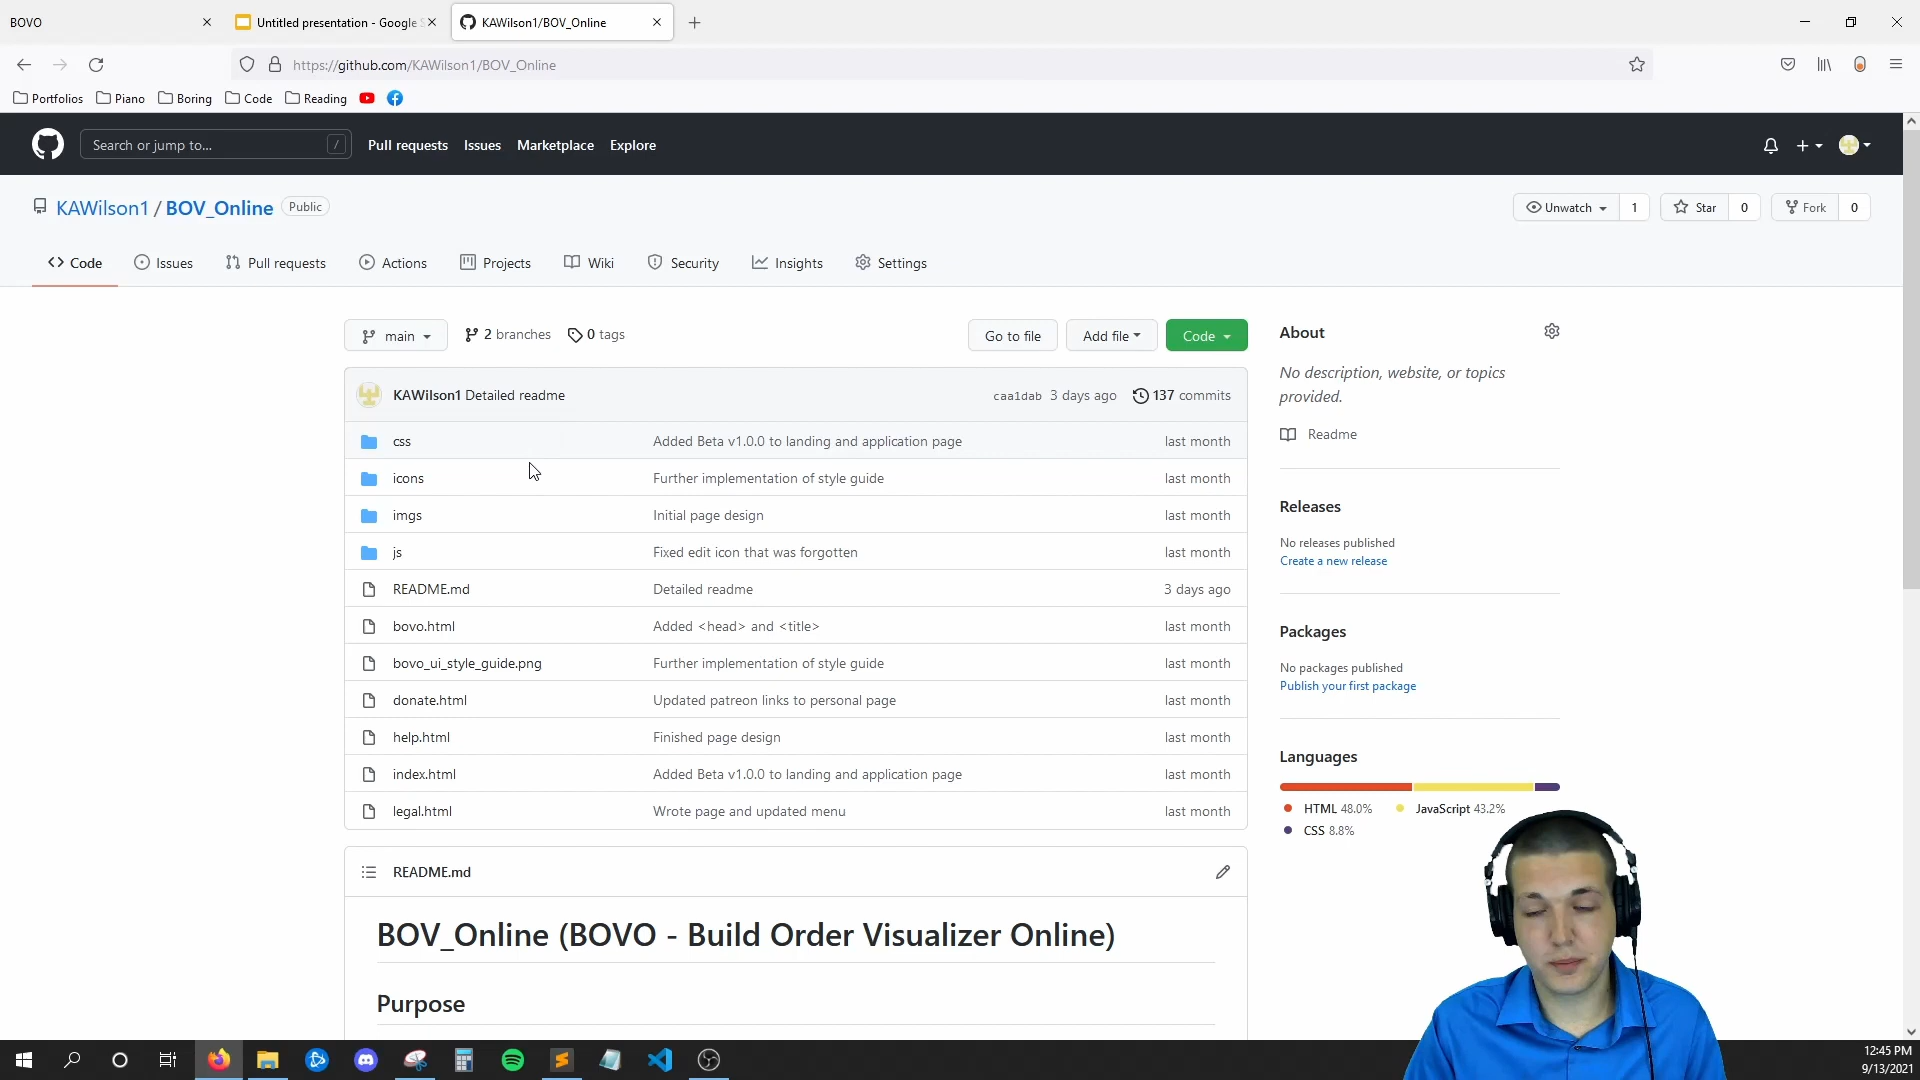 BOVO
Untitled presentation - Google S
KAWilson1/BOV_Online
https://github.com/KAWilson1/BOV_Online
Portfolios
Piano
Boring
Code
Reading
Search or jump to...
/
Pull requests
Issues
Marketplace
Explore
KAWilson1 / BOV_Online
Public
Unwatch
1
Star
0
Fork
0
Code
Issues
Pull requests
Actions
Projects
Wiki
Security
Insights
Settings
main
2 branches
0 tags
Go to file
Add file
Code
KAWilson1 Detailed readme
caa1dab 3 days ago
137 commits
css
Added Beta v1.0.0 to landing and application page
last month
icons
Further implementation of style guide
last month
imgs
Initial page design
last month
js
Fixed edit icon that was forgotten
last month
README.md
Detailed readme
3 days ago
bovo.html
Added <head> and <title>
last month
bovo_ui_style_guide.png
Further implementation of style guide
last month
donate.html
Updated patreon links to personal page
last month
help.html
Finished page design
last month
index.html
Added Beta v1.0.0 to landing and application page
last month
legal.html
Wrote page and updated menu
last month
README.md
BOV_Online (BOVO - Build Order Visualizer Online)
Purpose
About
No description, website, or topics
provided.
Readme
Releases
No releases published
Create a new release
Packages
No packages published
Publish your first package
Languages
HTML 48.0%
JavaScript 43.2%
CSS 8.8%
12:45 PM
9/13/2021